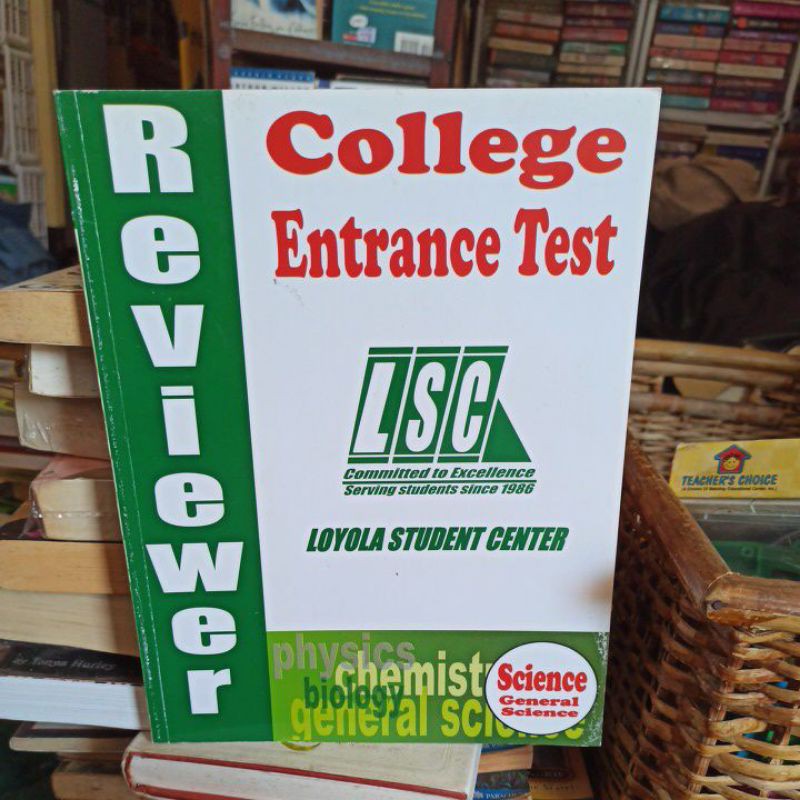 Reviewer
College
Entrance Test
LSC
Committed to Excellence
Serving students since 1986
LOYOLA STUDENT CENTER
physics
chemistr
biology
general science
Science
General
Science
TEACHER'S CHOICE